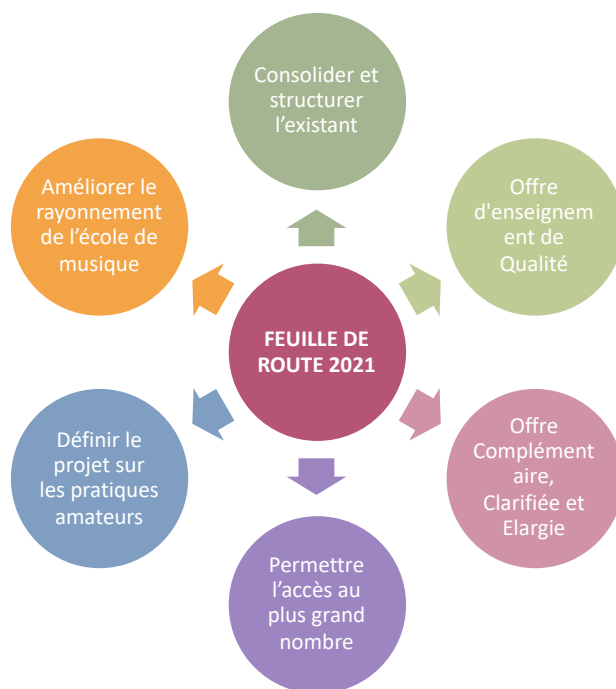 Consolider et
structurer
l'existant
Améliorer le
rayonnement
de l'école de
musique
Offre
d'enseignem
ent de
Qualité
FEUILLE DE
ROUTE 2021
Définir le
projet sur
les pratiques
amateurs
Offre
Complément
aire,
Clarifiée et
Elargie
Permettre
l'accès au
plus grand
nombre